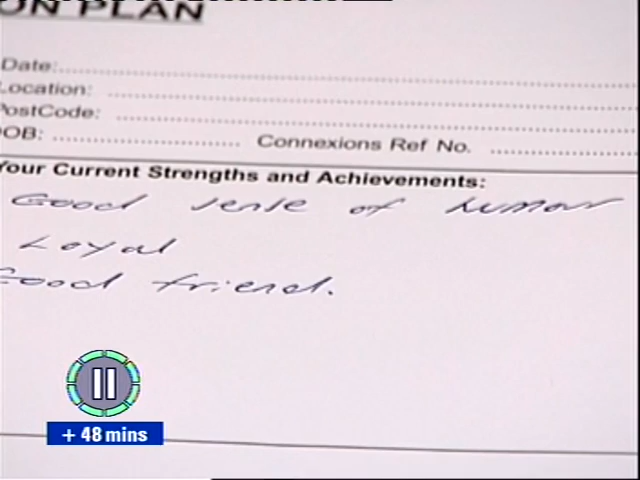 ON PLAN
Date:
Location:
PostCode:
OB:
Connexions Ref No.
Your Current Strengths and Achievements:
Good sense of humour
Loyal
Good friend.
+ 48 mins